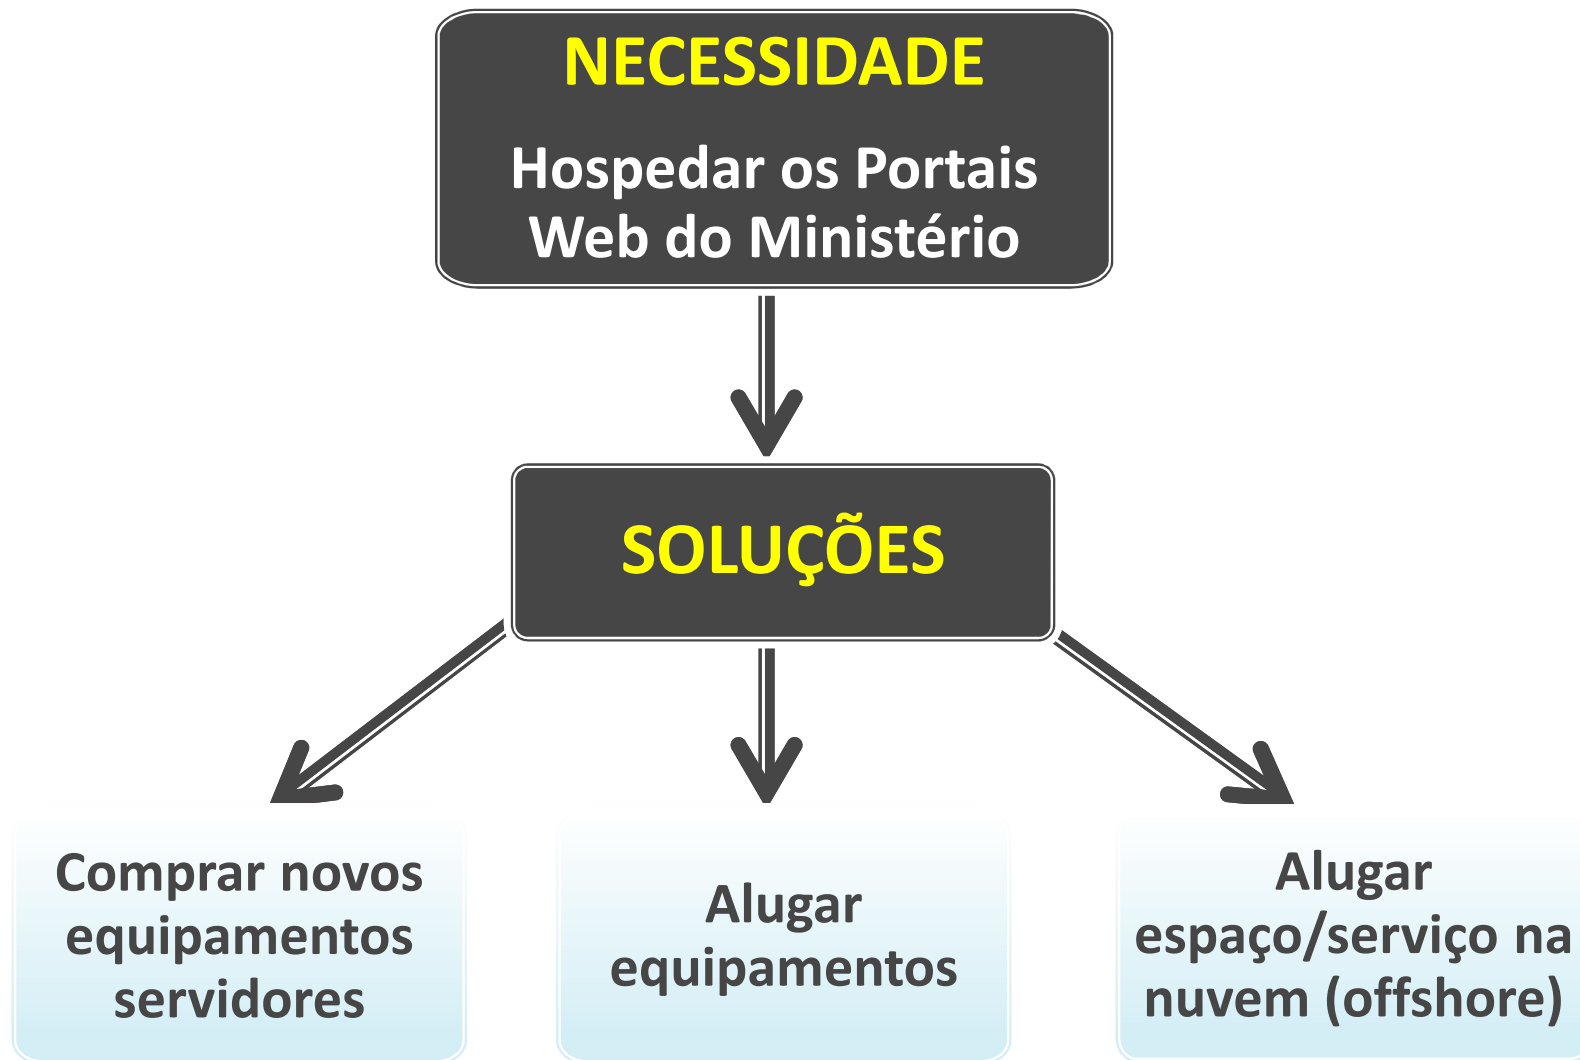 NECESSIDADE
Hospedar os Portais
Web do Ministério
SOLUÇÕES
Comprar novos
equipamentos
servidores
Alugar
equipamentos
Alugar
espaço/serviço na
nuvem (offshore)